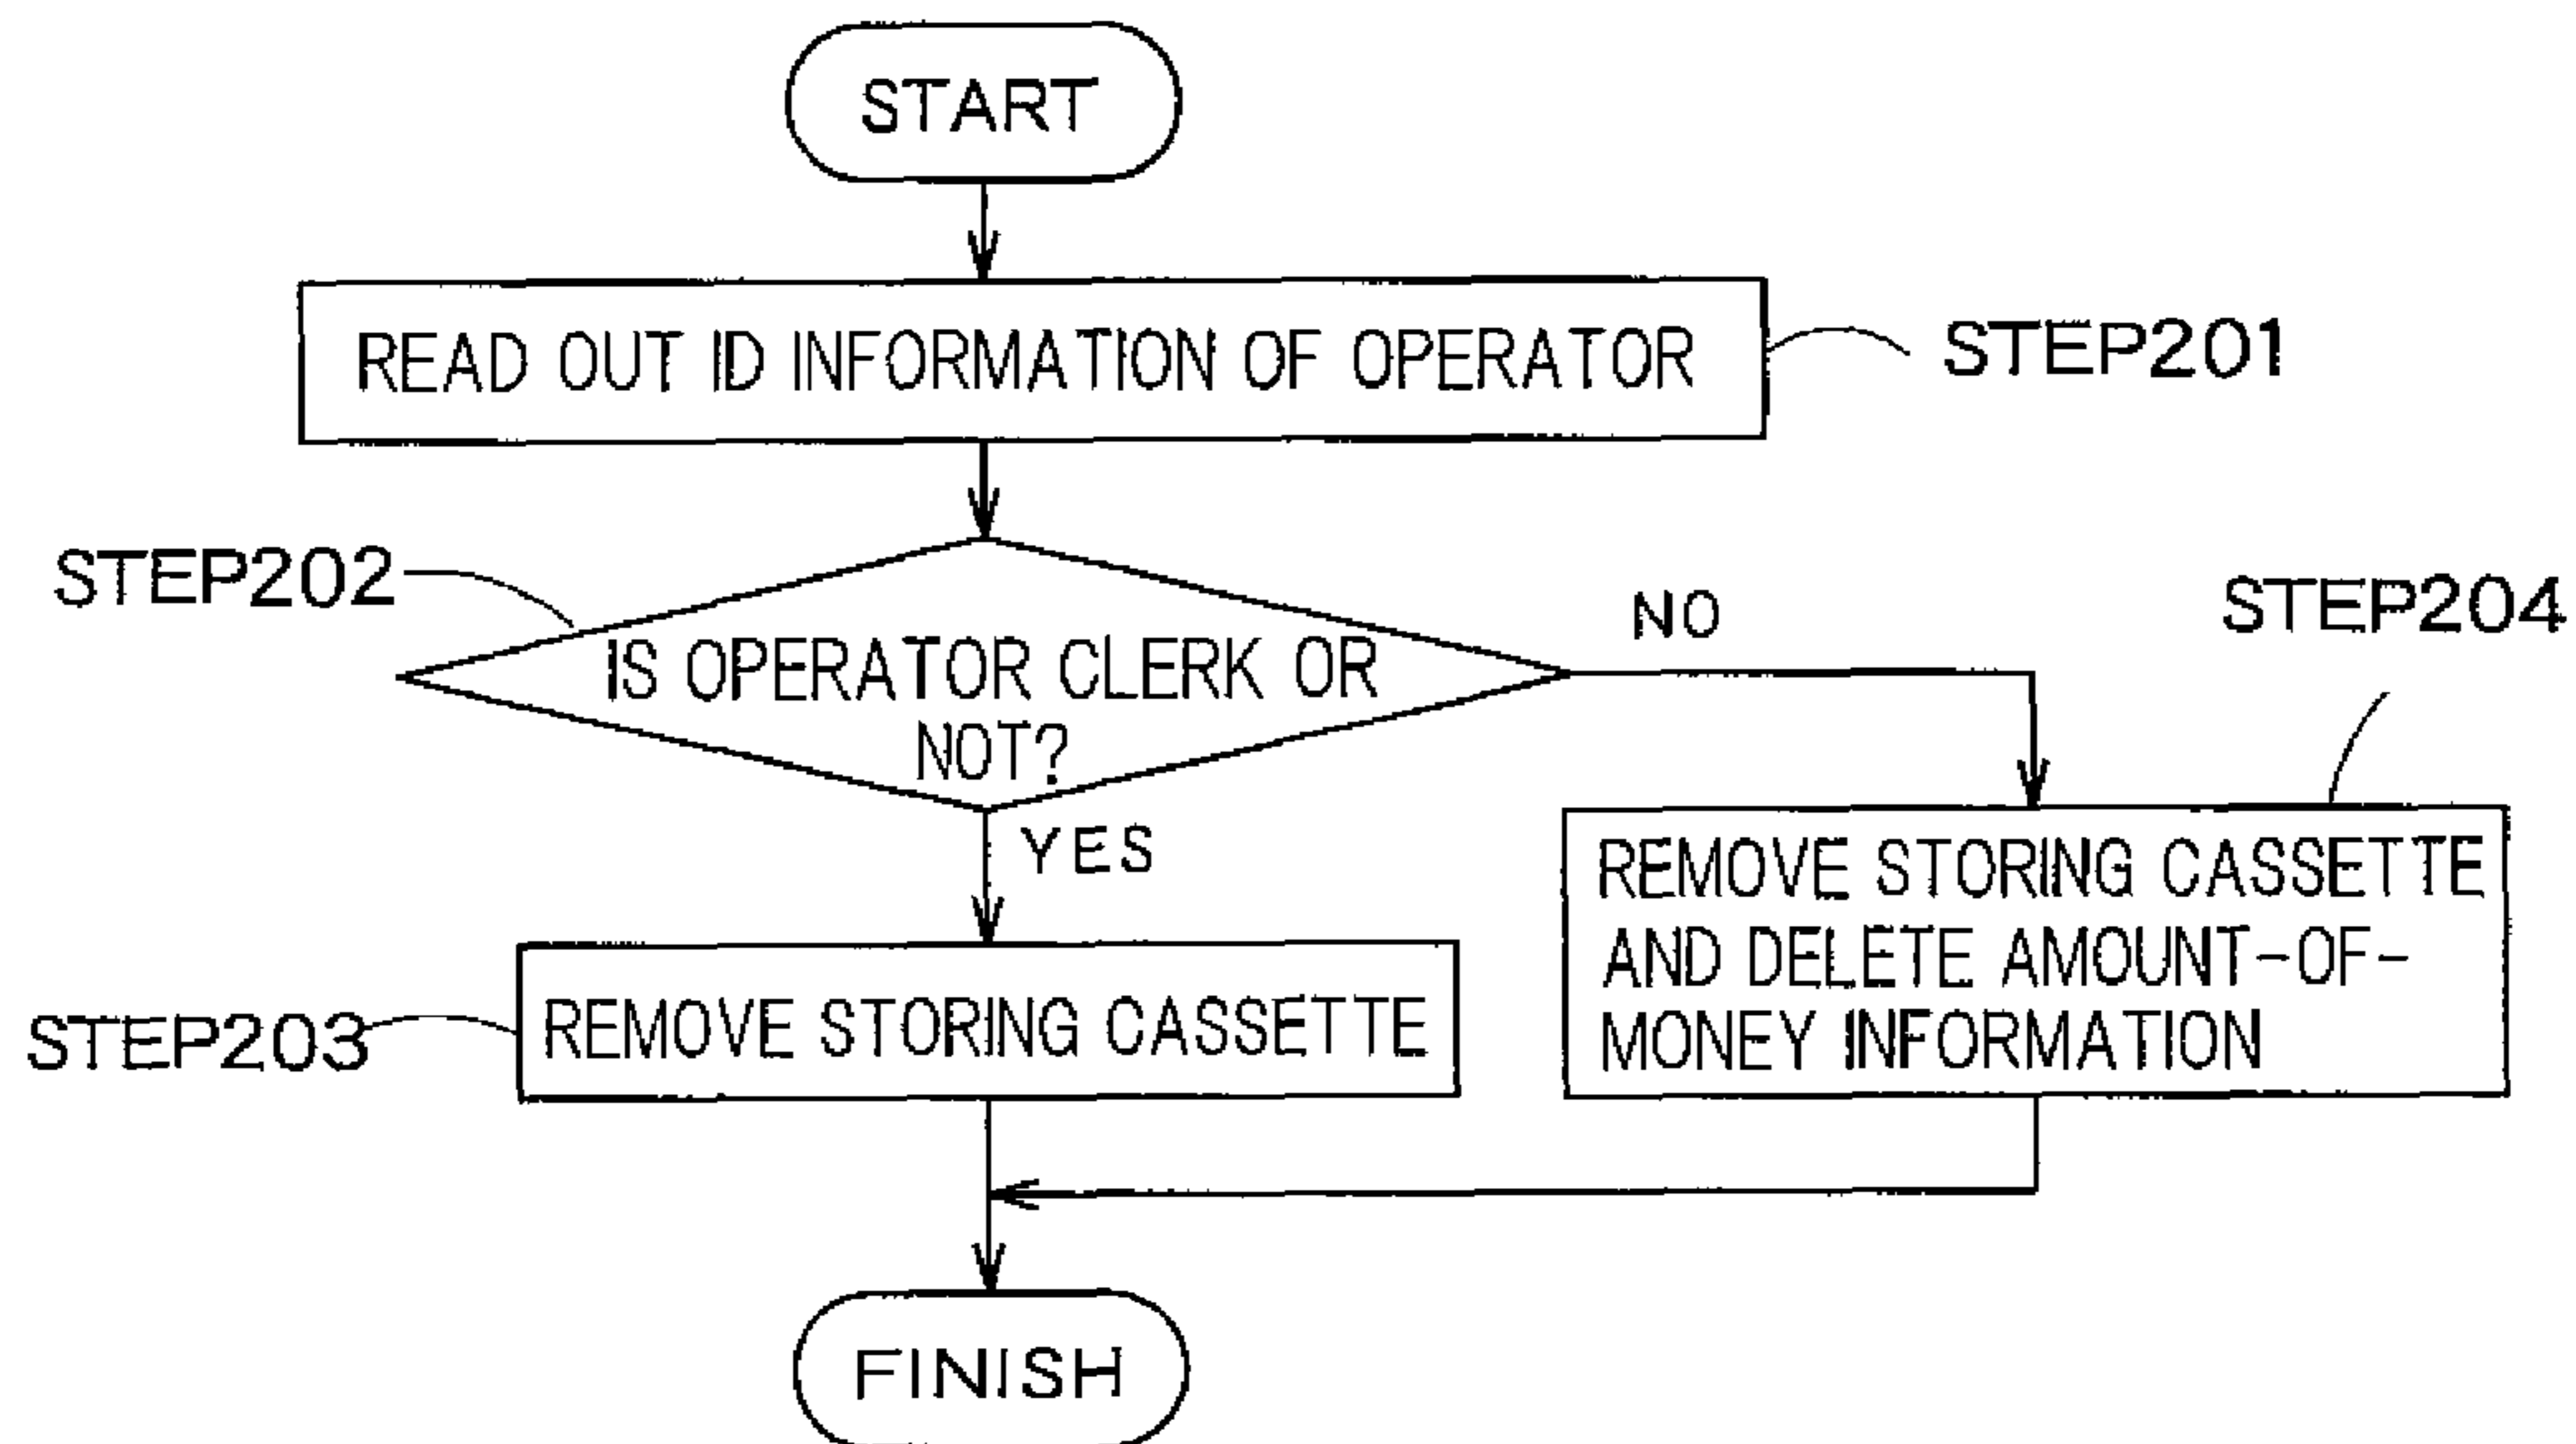 START
READ OUT ID INFORMATION OF OPERATOR
STEP201
STEP202
IS OPERATOR CLERK OR
NOT?
NO
STEP204
YES
REMOVE STORING CASSETTE
AND DELETE AMOUNT-OF-
MONEY INFORMATION
STEP203
REMOVE STORING CASSETTE
FINISH